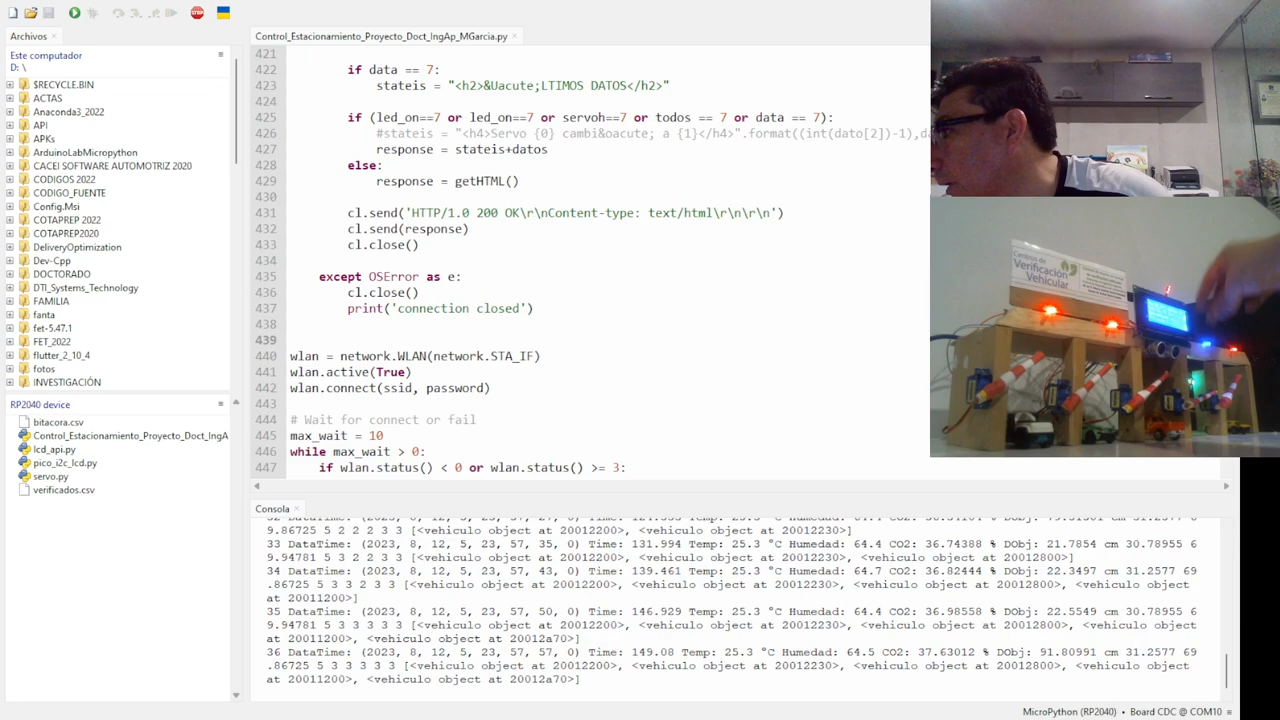 Archivos
Este computador
D: \
$RECYCLE.BIN
ACTAS
Anaconda3_2022
API
APKs
ArduinoLabMicropython
CACEI SOFTWARE AUTOMOTRIZ 2020
CODIGOS 2022
CODIGO_FUENTE
Config.Msi
COTAPREP 2022
COTAPREP2020
DeliveryOptimization
Dev-Cpp
DOCTORADO
DTI_Systems_Technology
FAMILIA
fanta
fet-5.47.1
FET_2022
flutter_2_10_4
fotos
INVESTIGACIÓN
RP2040 device
bitacora.csv
Control_Estacionamiento_Proyecto_Doct_IngA
lcd_api.py
pico_i2c_lcd.py
servo.py
verificados.csv
Control_Estacionamiento_Proyecto_Doct_IngAp_MGarcia.py
421
422 if data == 7:
423 stateis = "<h2>&Uacute;LTIMOS DATOS</h2>"
424
425 if (led_on==7 or led_on==7 or servoh==7 or todos == 7 or data == 7):
426 #stateis = "<h4>Servo {0} cambi&oacute; a {1}</h4>".format((int(dato[2])-1),da
427 response = stateis+datos
428 else:
429 response = getHTML()
430
431 cl.send('HTTP/1.0 200 OK\r\nContent-type: text/html\r\n\r\n')
432 cl.send(response)
433 cl.close()
434
435 except OSError as e:
436 cl.close()
437 print('connection closed')
438
439
440 wlan = network.WLAN(network.STA_IF)
441 wlan.active(True)
442 wlan.connect(ssid, password)
443
444 # Wait for connect or fail
445 max_wait = 10
446 while max_wait > 0:
447 if wlan.status() < 0 or wlan.status() >= 3:
Centros de
Verificación
Vehicular
Consola
9.86725 5 2 2 2 3 3 [<vehiculo object at 20012200>, <vehiculo object at 20012230>]
33 DataTime: (2023, 8, 12, 5, 23, 57, 35, 0) Time: 131.994 Temp: 25.3 °C Humedad: 64.4 CO2: 36.74388 % DObj: 21.7854 cm 30.78955 6
9.94781 5 3 2 2 3 3 [<vehiculo object at 20012200>, <vehiculo object at 20012230>, <vehiculo object at 20012800>]
34 DataTime: (2023, 8, 12, 5, 23, 57, 43, 0) Time: 139.461 Temp: 25.3 °C Humedad: 64.7 CO2: 36.82444 % DObj: 22.3497 cm 31.2577 69
.86725 5 3 3 2 3 3 [<vehiculo object at 20012200>, <vehiculo object at 20012230>, <vehiculo object at 20012800>, <vehiculo object
at 20011200>]
35 DataTime: (2023, 8, 12, 5, 23, 57, 50, 0) Time: 146.929 Temp: 25.3 °C Humedad: 64.4 CO2: 36.98558 % DObj: 22.5549 cm 30.78955 6
9.94781 5 3 3 3 3 3 [<vehiculo object at 20012200>, <vehiculo object at 20012230>, <vehiculo object at 20012800>, <vehiculo object
at 20011200>, <vehiculo object at 20012a70>]
36 DataTime: (2023, 8, 12, 5, 23, 57, 57, 0) Time: 149.08 Temp: 25.3 °C Humedad: 64.5 CO2: 37.63012 % DObj: 91.80991 cm 31.2577 69
.86725 5 3 3 3 3 3 [<vehiculo object at 20012200>, <vehiculo object at 20012230>, <vehiculo object at 20012800>, <vehiculo object
at 20011200>, <vehiculo object at 20012a70>]
MicroPython (RP2040) • Board CDC @ COM10